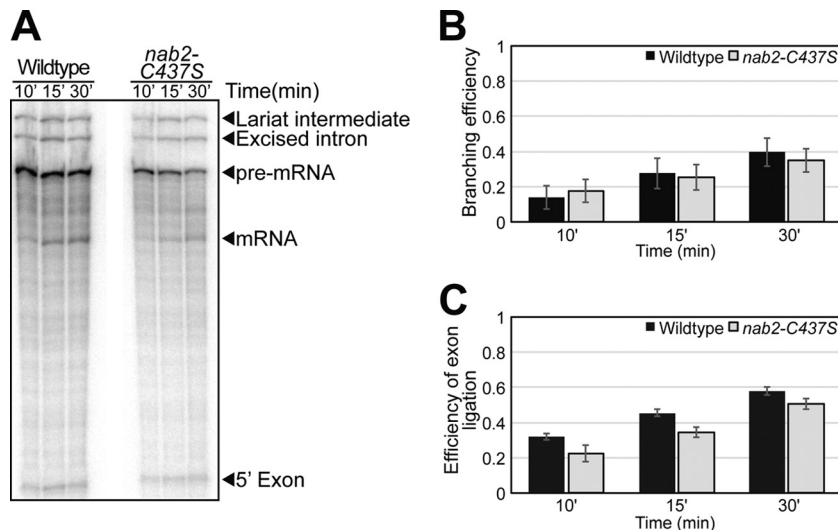 A
Wildtype
nab2-
C437S
10' 15' 30'
10' 15' 30'
Time(min)
Lariat intermediate
Excised intron
pre-mRNA
mRNA
5' Exon
B
Wildtype nab2-C437S
Branching efficiency
1
0.8
0.6
0.4
0.2
0
10' 15' 30'
Time (min)
C
Wildtype nab2-C437S
Efficiency of exon
ligation
1
0.8
0.6
0.4
0.2
0
10' 15' 30'
Time (min)